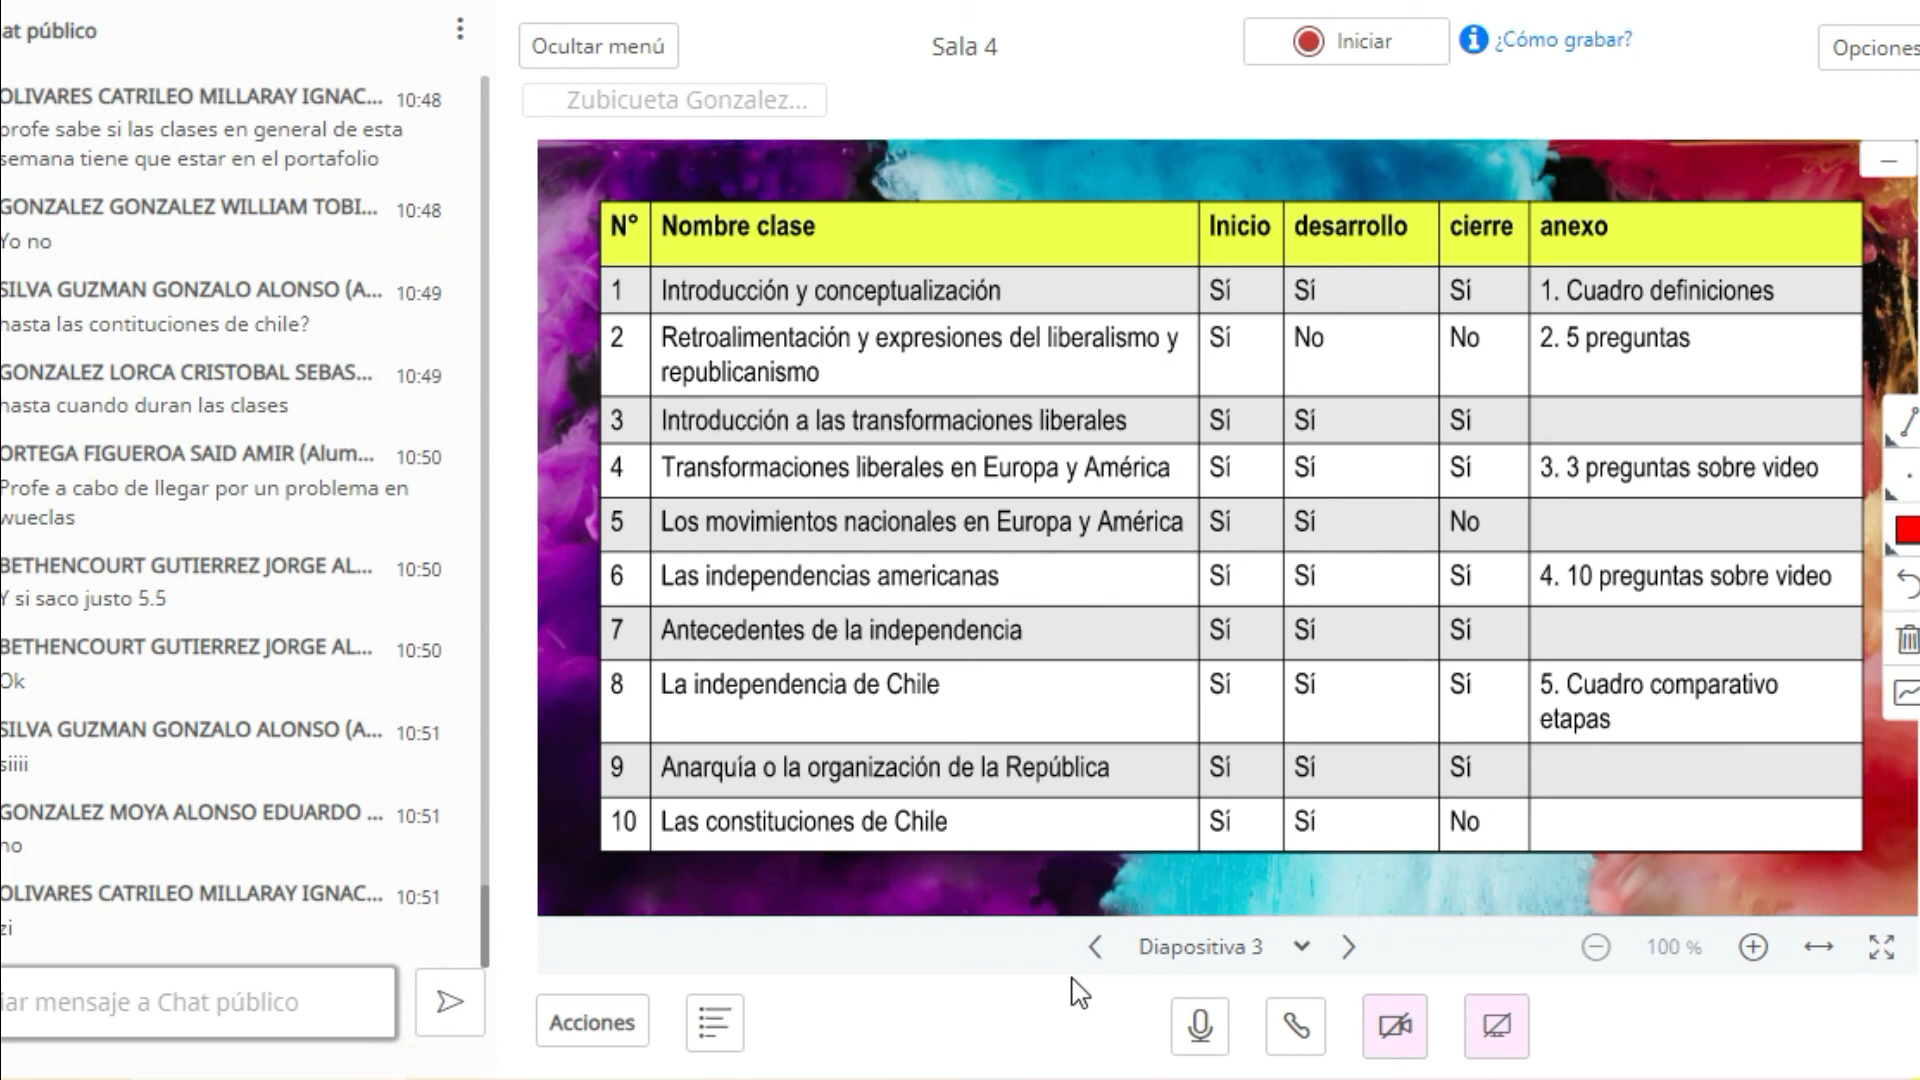 at público
OLIVARES CATRILEO MILLARAY IGNAC... 10:48
profe sabe si las clases en general de esta
semana tiene que estar en el portafolio
GONZALEZ GONZALEZ WILLIAM TOBI... 10:48
Yo no
SILVA GUZMAN GONZALO ALONSO (A... 10:49
hasta las contituciones de chile?
GONZALEZ LORCA CRISTOBAL SEBAS... 10:49
hasta cuando duran las clases
ORTEGA FIGUEROA SAID AMIR (Alum... 10:50
Profe a cabo de llegar por un problema en
wueclas
BETHENCOURT GUTIERREZ JORGE AL... 10:50
Y si saco justo 5.5
BETHENCOURT GUTIERREZ JORGE AL... 10:50
Ok
SILVA GUZMAN GONZALO ALONSO (A... 10:51
siiii
GONZALEZ MOYA ALONSO EDUARDO ... 10:51
no
OLIVARES CATRILEO MILLARAY IGNAC... 10:51
zi
iar mensaje a Chat público
Ocultar menú
Sala 4
Iniciar
¿Cómo grabar?
Opciones
Zubicueta Gonzalez...
N° Nombre clase Inicio desarrollo cierre anexo
1 Introducción y conceptualización Sí Sí Sí 1. Cuadro definiciones
2 Retroalimentación y expresiones del liberalismo y Sí No No 2. 5 preguntas
republicanismo
3 Introducción a las transformaciones liberales Sí Sí Sí
4 Transformaciones liberales en Europa y América Sí Sí Sí 3. 3 preguntas sobre video
5 Los movimientos nacionales en Europa y América Sí Sí No
6 Las independencias americanas Sí Sí Sí 4. 10 preguntas sobre video
7 Antecedentes de la independencia Sí Sí Sí
8 La independencia de Chile Sí Sí Sí 5. Cuadro comparativo
etapas
9 Anarquía o la organización de la República Sí Sí Sí
10 Las constituciones de Chile Sí Sí No
Diapositiva 3
100 %
Acciones